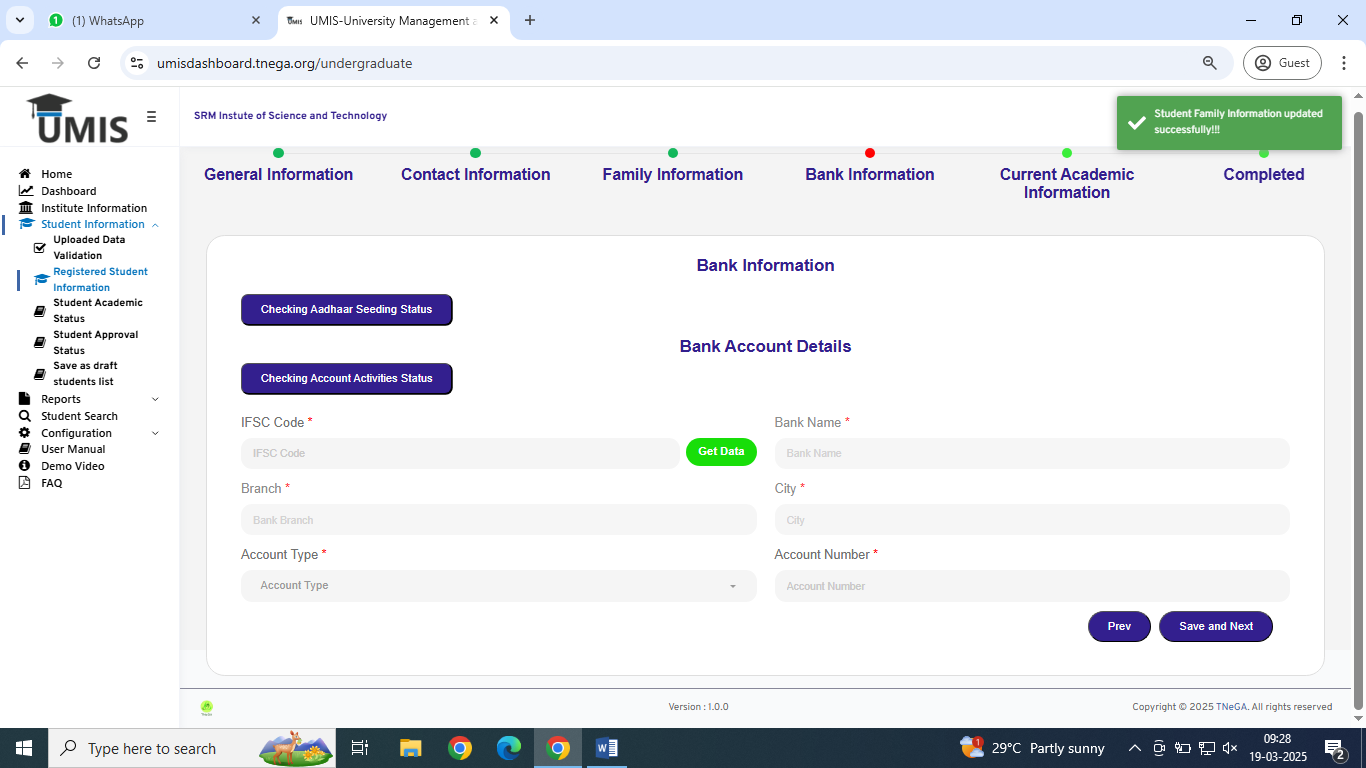 (1) WhatsApp
UMIS-University Management a
umisdashboard.tnega.org/undergraduate
Guest
UMIS
SRM Instute of Science and Technology
Student Family Information updated
successfully!!!
Home
Dashboard
Institute Information
Student Information
Uploaded Data
Validation
Registered Student
Information
Student Academic
Status
Student Approval
Status
Save as draft
students list
Reports
Student Search
Configuration
User Manual
Demo Video
FAQ
General Information
Contact Information
Family Information
Bank Information
Current Academic
Information
Completed
Bank Information
Checking Aadhaar Seeding Status
Bank Account Details
Checking Account Activities Status
IFSC Code *
Bank Name *
IFSC Code
Get Data
Bank Name
Branch *
City *
Bank Branch
City
Account Type *
Account Number *
Account Type
Account Number
Prev
Save and Next
Version : 1.0.0
Copyright © 2025 TNeGA. All rights reserved
Type here to search
29°C Partly sunny
09:28
19-03-2025
2